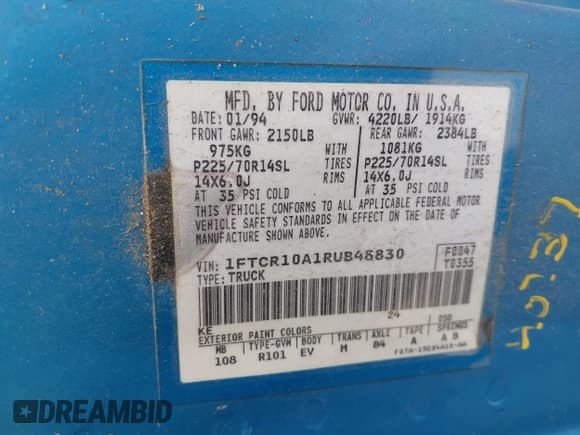 MFD. BY FORD MOTOR CO. IN U.S.A.
DATE: 01/94 GVWR: 4220LB/ 1914KG
FRONT GAWR: 2150LB REAR GAWR: 2384LB
975KG WITH 1081KG WITH
P225/70R14SL TIRES P225/70R14SL TIRES
14X6.0J RIMS 14X6.0J RIMS
AT 35 PSI COLD AT 35 PSI COLD
THIS VEHICLE CONFORMS TO ALL APPLICABLE FEDERAL MOTOR
VEHICLE SAFETY STANDARDS IN EFFECT ON THE DATE OF
MANUFACTURE SHOWN ABOVE.
VIN: 1FTCR10A1RUB48830 F0047
TYPE: TRUCK T0355
24
KE
EXTERIOR PAINT COLORS DSO
MB TYPE-GVM BODY TRANS AXLE TAPE SPRINGS
108 R101 EV M 84 A A B
DREAMBID